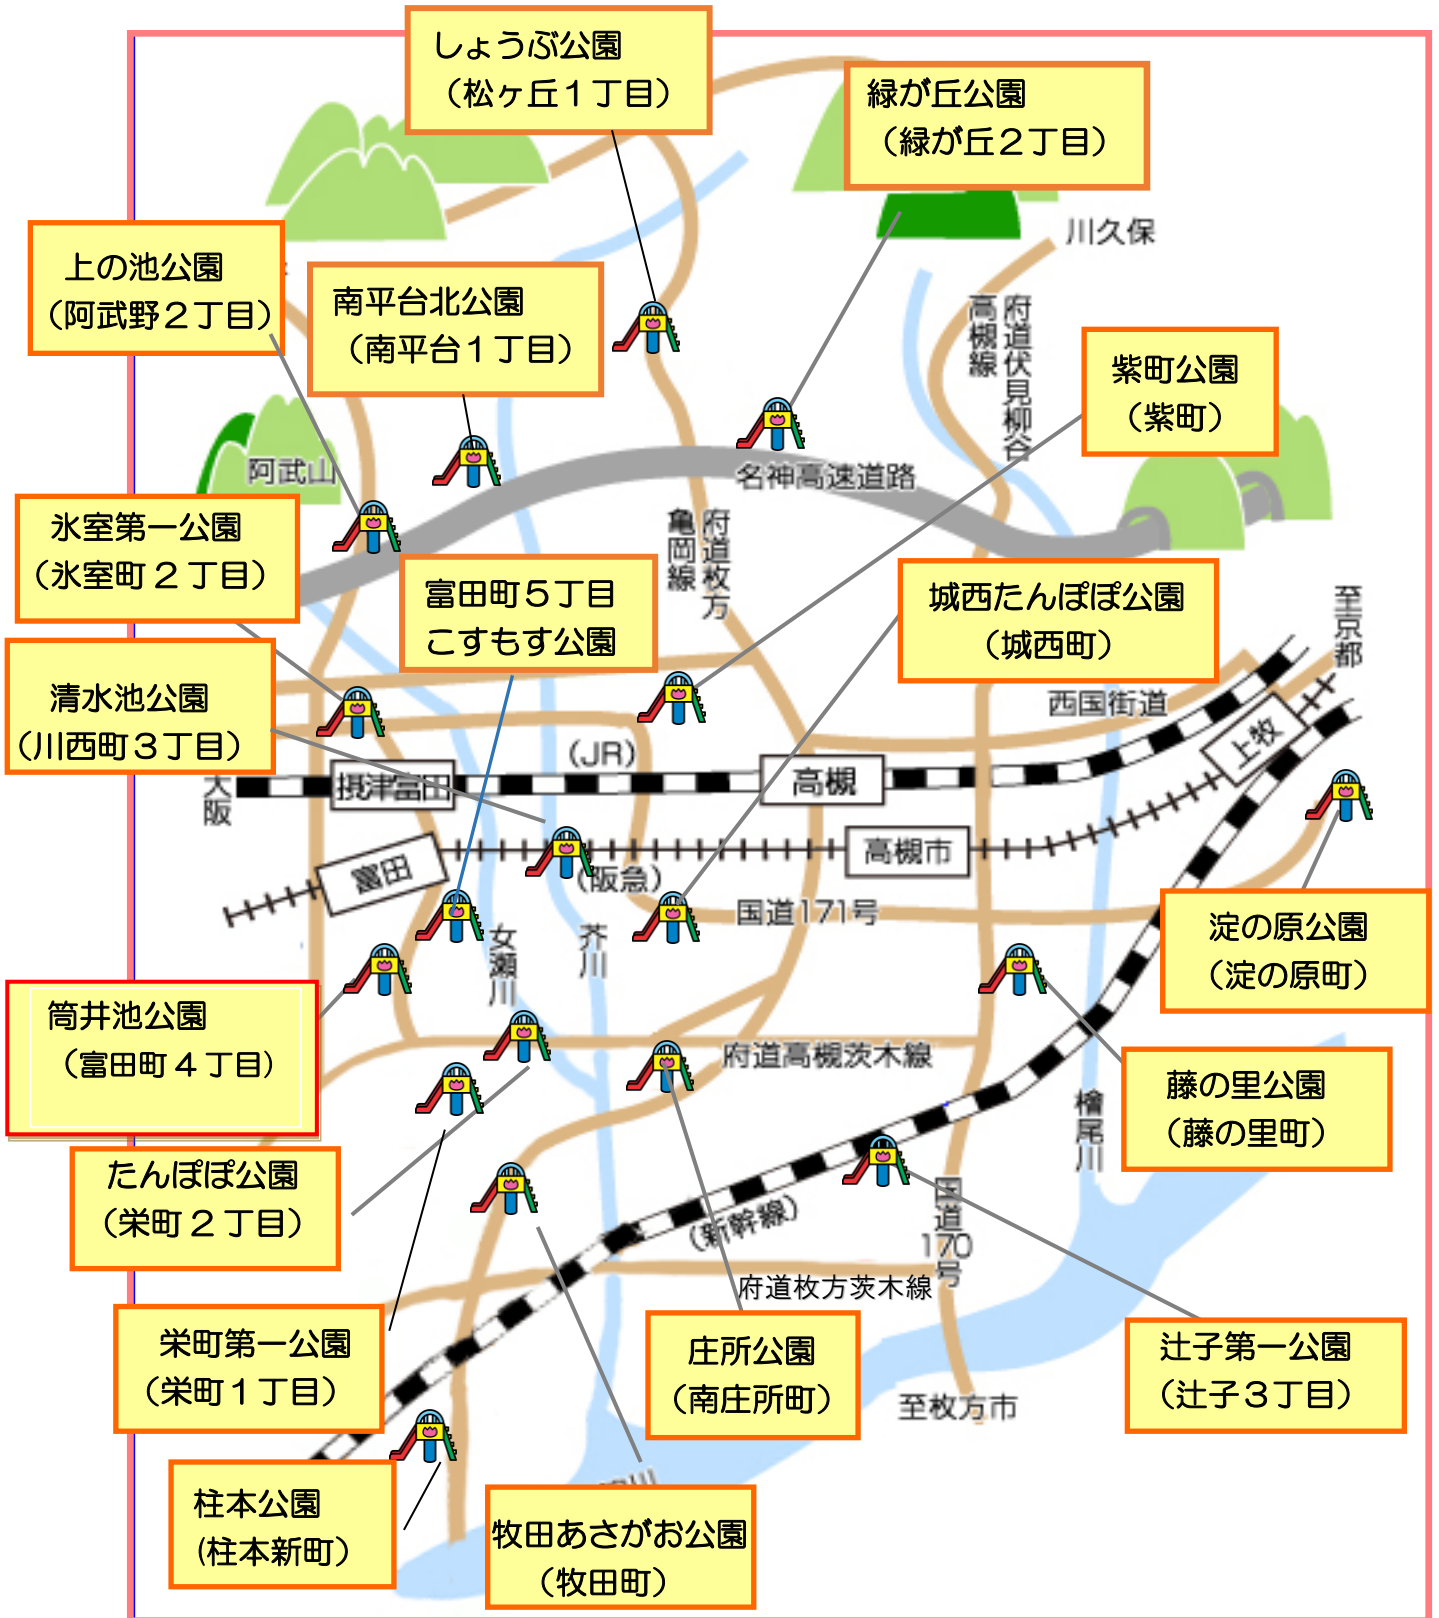 しょうぶ公園
（松ヶ丘１丁目）
緑が丘公園
（緑が丘２丁目）
川久保
上の池公園
（阿武野２丁目）
南平台北公園
（南平台１丁目）
府道伏見柳谷
高槻線
紫町公園
（紫町）
阿武山
名神高速道路
氷室第一公園
（氷室町２丁目）
府道枚方
亀岡線
富田町５丁目
こすもす公園
城西たんぽぽ公園
（城西町）
至京都
清水池公園
（川西町３丁目）
西国街道
上牧
(JR)
大阪
摂津富田
高槻
富田
高槻市
(阪急)
国道171号
女瀬川
芥川
淀の原公園
（淀の原町）
筒井池公園
（富田町４丁目）
府道高槻茨木線
藤の里公園
（藤の里町）
檜尾川
たんぽぽ公園
（栄町２丁目）
国道170号
(新幹線)
府道枚方茨木線
栄町第一公園
（栄町１丁目）
庄所公園
（南庄所町）
辻子第一公園
（辻子３丁目）
至枚方市
柱本公園
（柱本新町）
牧田あさがお公園
（牧田町）